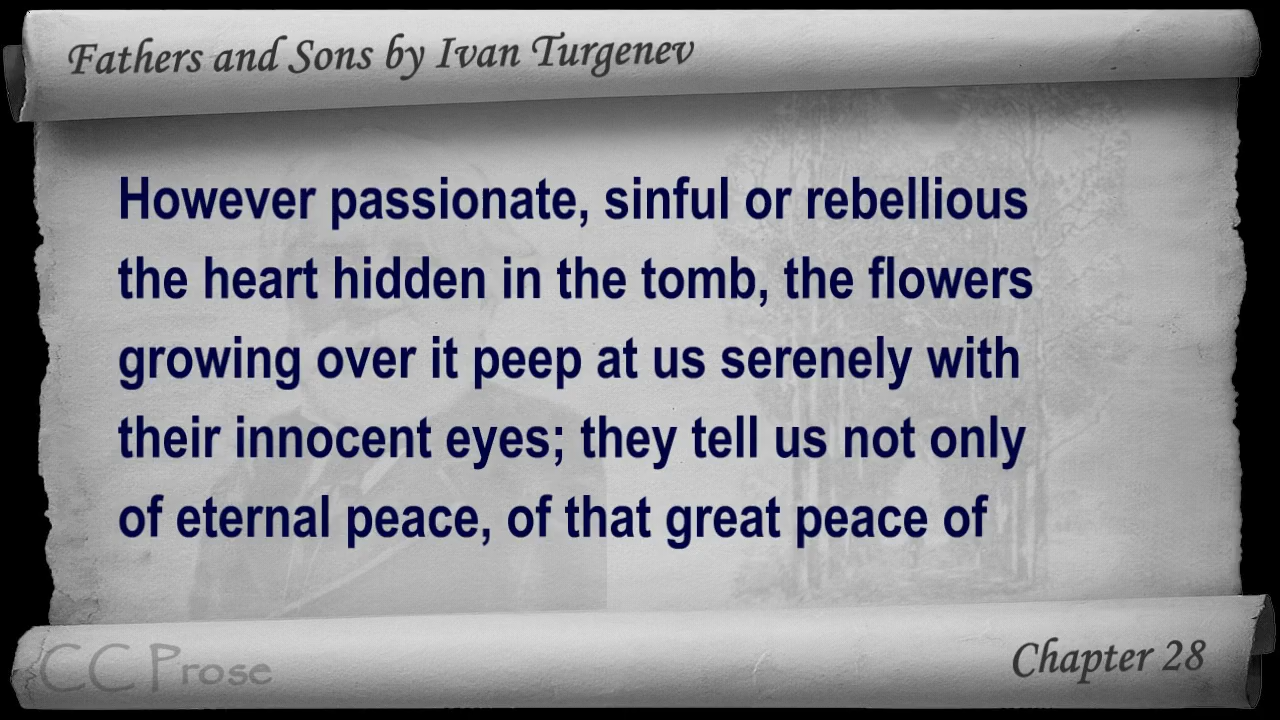 Fathers and Sons by Ivan Turgenev
However passionate, sinful or rebellious
the heart hidden in the tomb, the flowers
growing over it peep at us serenely with
their innocent eyes; they tell us not only
of eternal peace, of that great peace of
CC Prose
Chapter 28